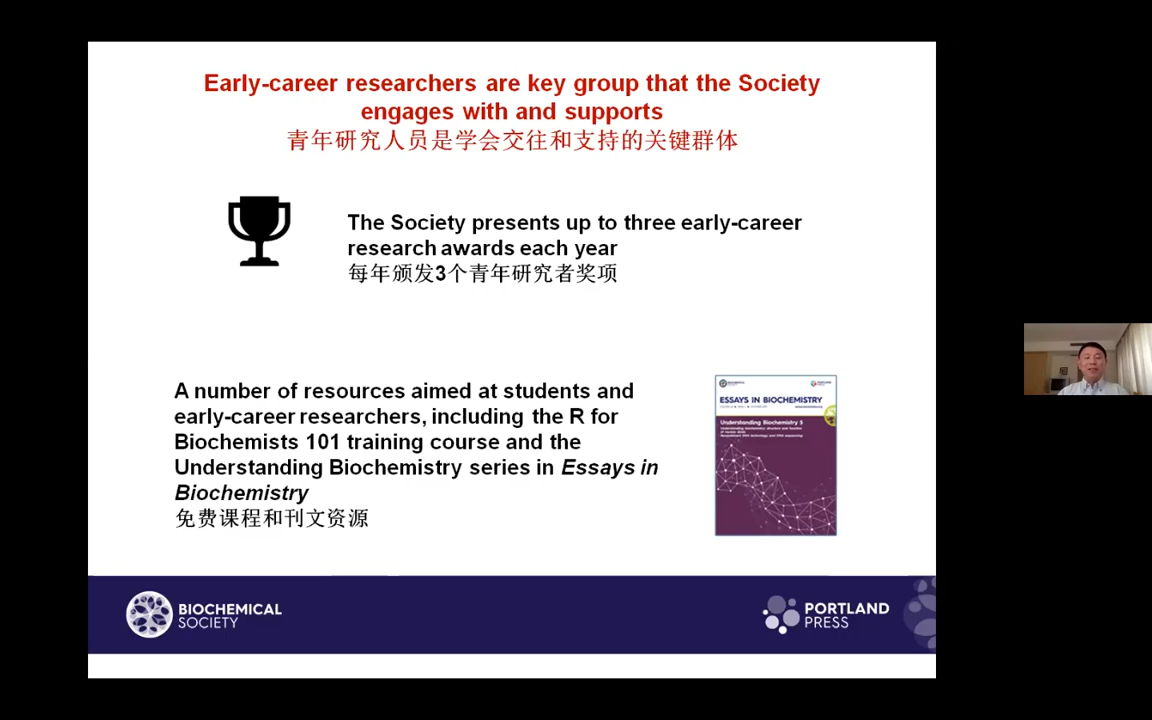 Early-career researchers are key group that the Society
engages with and supports
青年研究人员是学会交往和支持的关键群体
The Society presents up to three early-career
research awards each year
每年颁发3个青年研究者奖项
A number of resources aimed at students and
early-career researchers, including the R for
Biochemists 101 training course and the
Understanding Biochemistry series in Essays in
Biochemistry
免费课程和刊文资源
ESSAYS IN BIOCHEMISTRY
Understanding Biochemistry 5
BIOCHEMICAL
SOCIETY
PORTLAND
PRESS